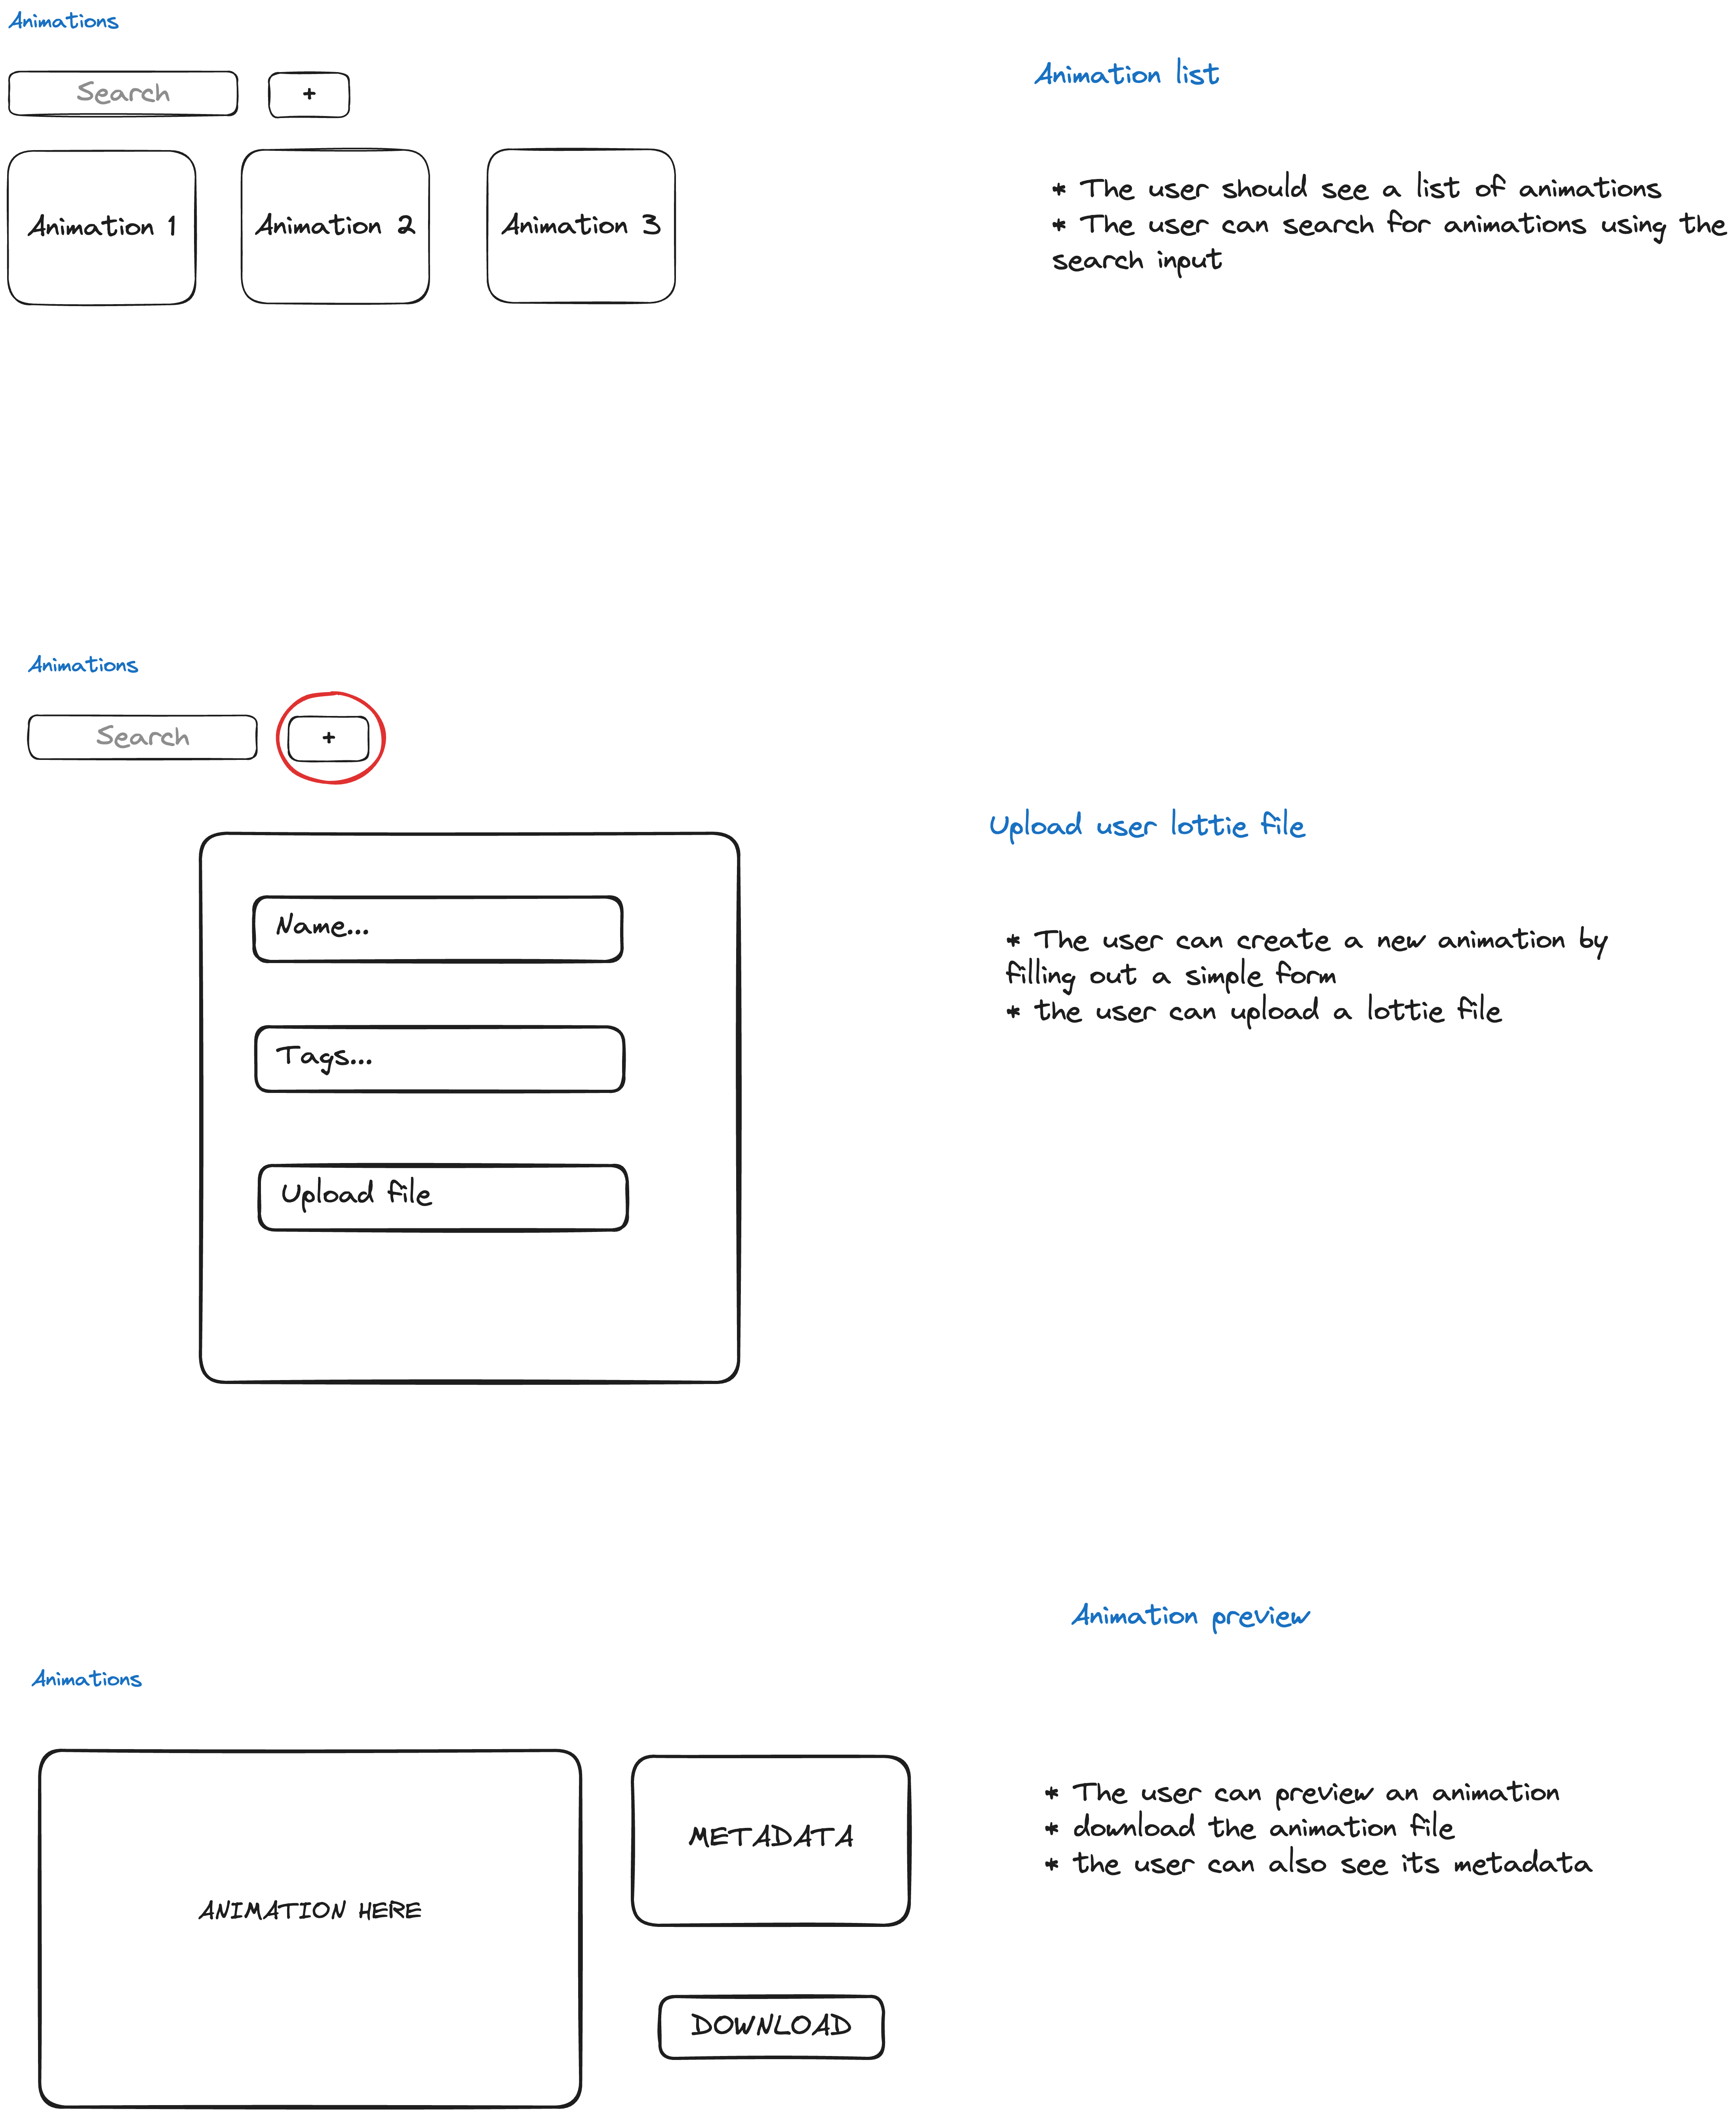 Animations
Search
+
Animation 1
Animation 2
Animation 3
Animation list
* The user should see a list of animations
* The user can search for animations using the
search input
Animations
Search
+
Name...
Tags...
Upload file
Upload user lottie file
* The user can create a new animation by
filling out a simple form
* the user can upload a lottie file
Animation preview
Animations
ANIMATION HERE
METADATA
DOWNLOAD
* The user can preview an animation
* download the animation file
* the user can also see its metadata